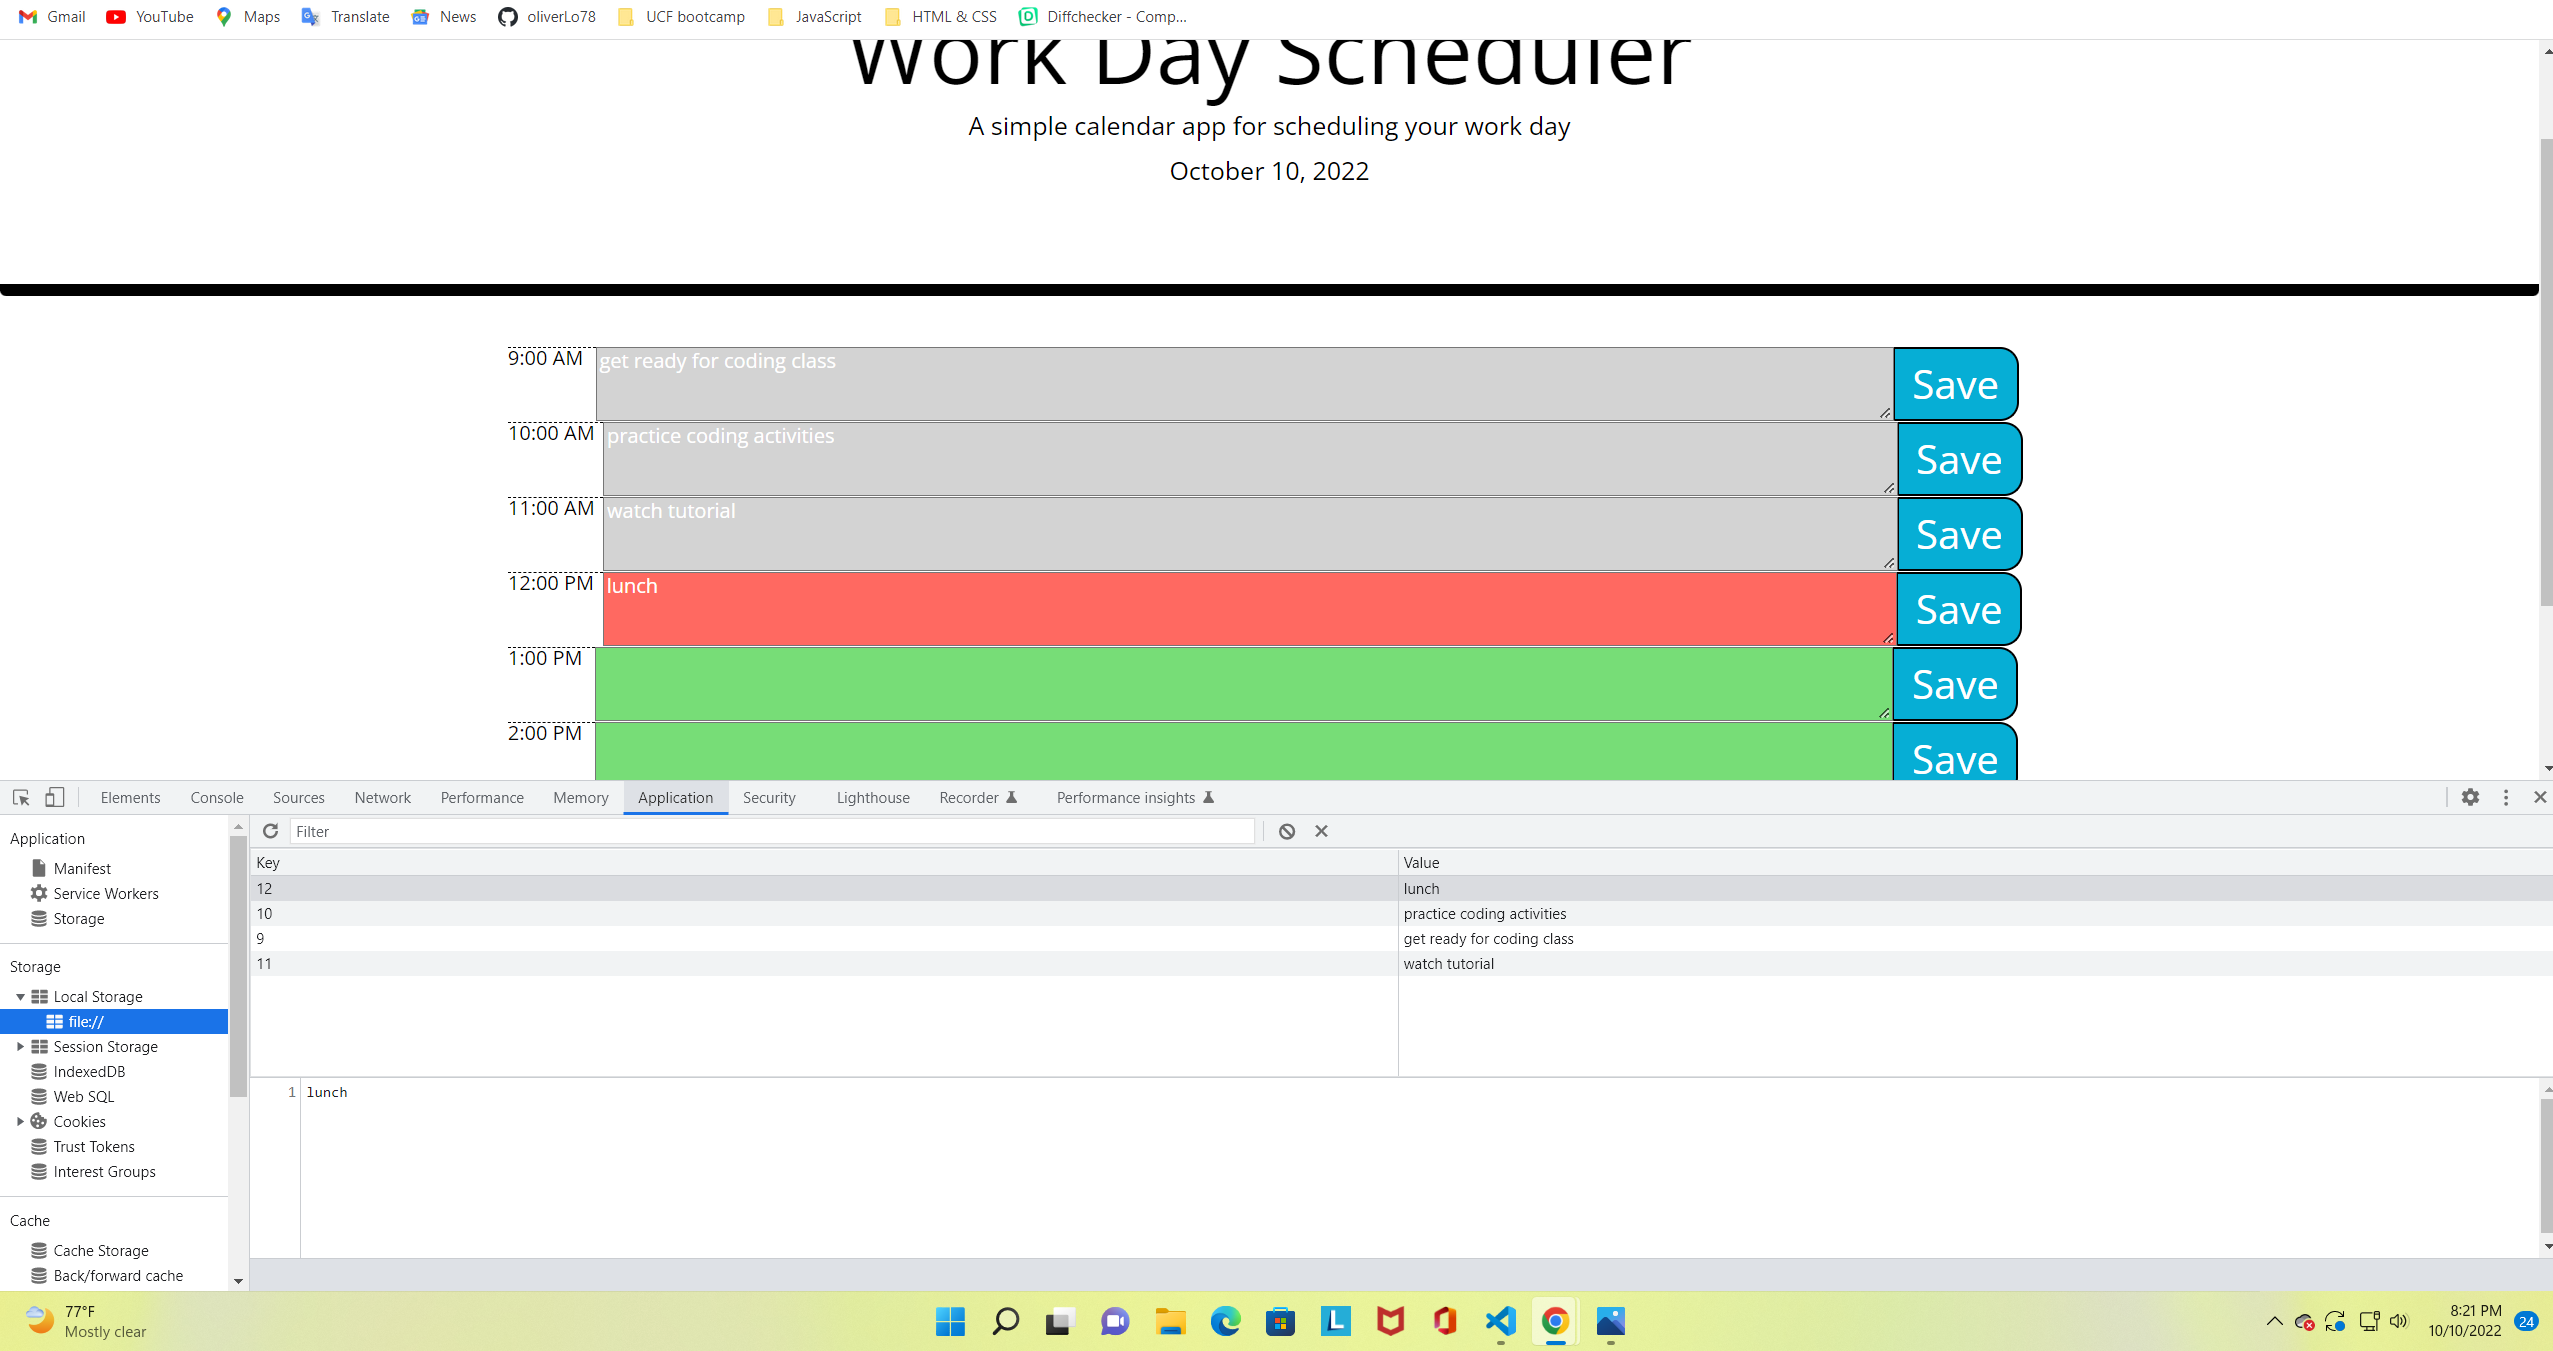 Gmail YouTube Maps Translate News oliverLo78 UCF bootcamp JavaScript HTML & CSS Diffchecker - Comp...
Work Day Scheduler
A simple calendar app for scheduling your work day
October 10, 2022
9:00 AM get ready for coding class Save
10:00 AM practice coding activities Save
11:00 AM watch tutorial Save
12:00 PM lunch Save
1:00 PM Save
2:00 PM Save
Elements Console Sources Network Performance Memory Application Security Lighthouse Recorder Performance insights
Application
Manifest
Service Workers
Storage
Storage
Local Storage
file://
Session Storage
IndexedDB
Web SQL
Cookies
Trust Tokens
Interest Groups
Cache
Cache Storage
Back/forward cache
Filter
Key Value
12 lunch
10 practice coding activities
9 get ready for coding class
11 watch tutorial
1 lunch
77°F
Mostly clear
8:21 PM
10/10/2022
24